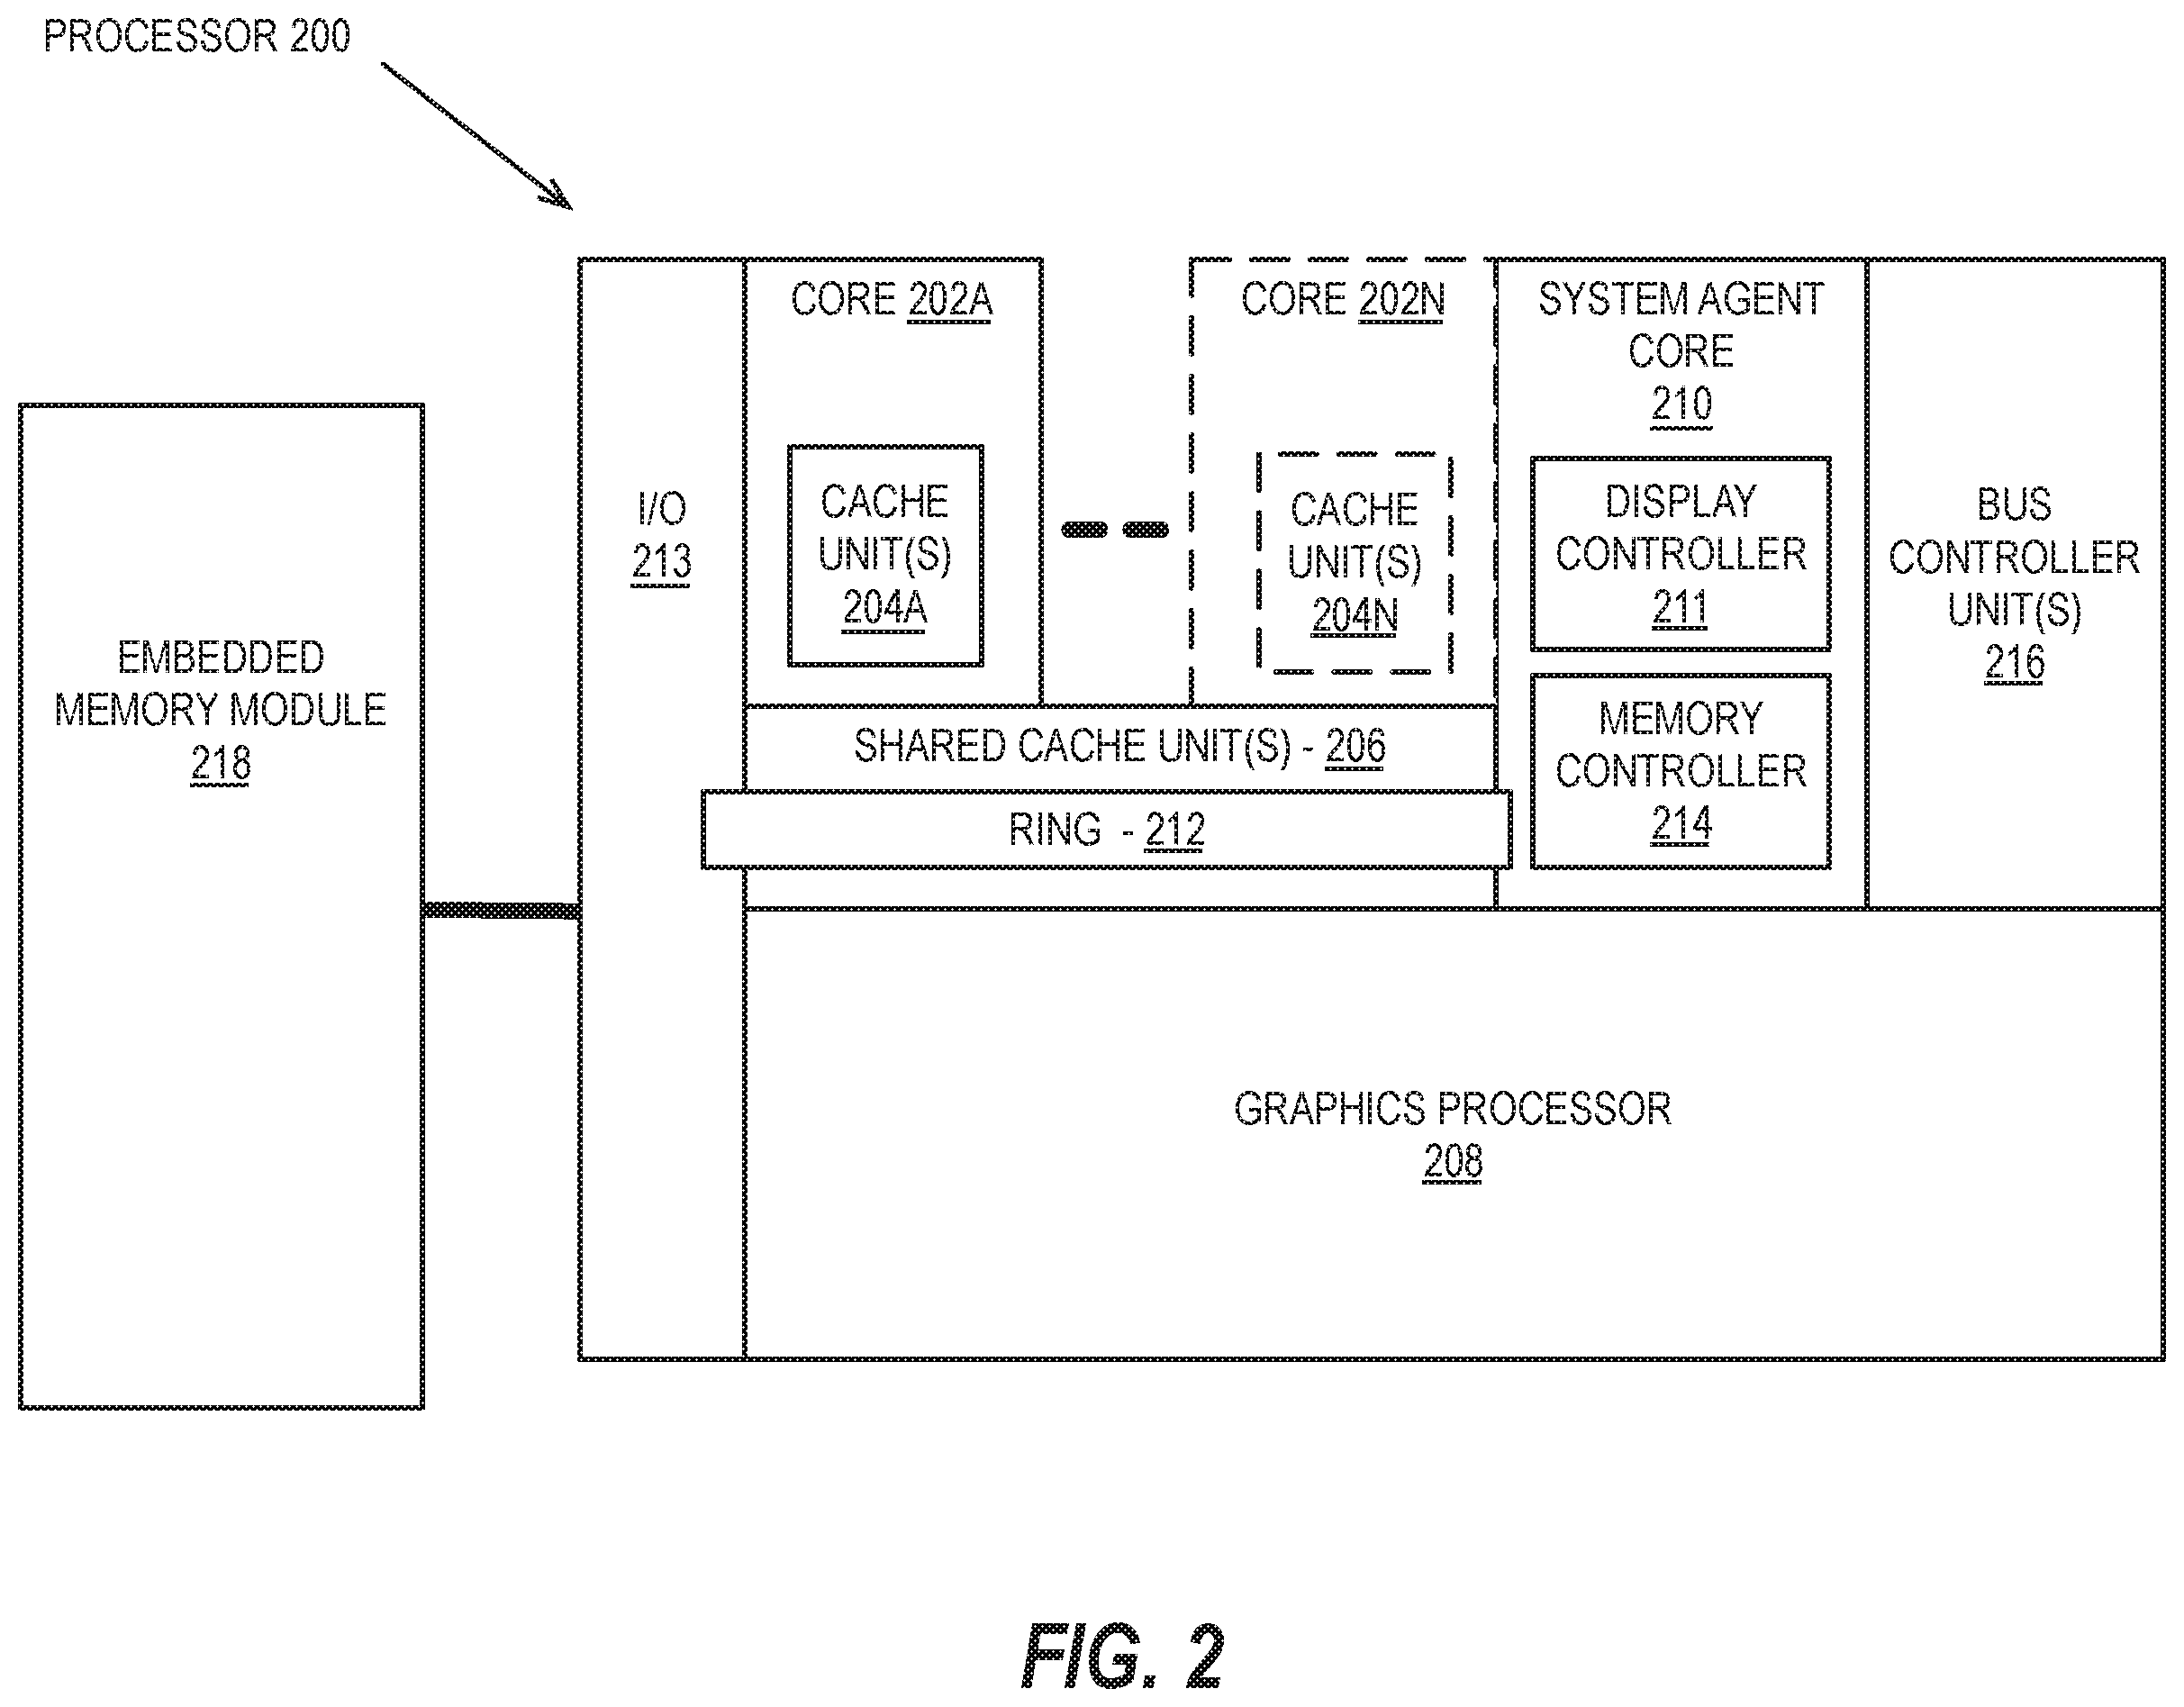 PROCESSOR 200
CORE 202A
CORE 202N
SYSTEM AGENT
CORE
210
I/O
213
CACHE
UNIT(S)
204A
CACHE
UNIT(S)
204N
DISPLAY
CONTROLLER
211
BUS
CONTROLLER
UNIT(S)
216
EMBEDDED
MEMORY MODULE
218
SHARED CACHE UNIT(S) - 206
MEMORY
CONTROLLER
214
RING - 212
GRAPHICS PROCESSOR
208
FIG. 2